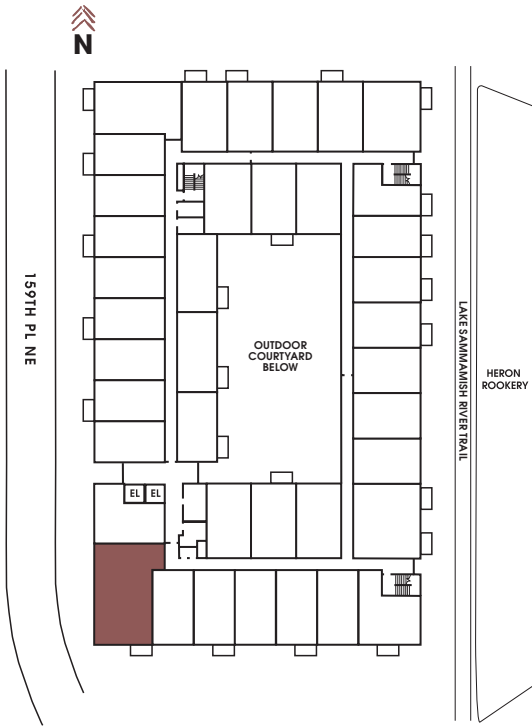 N
159TH PL NE
OUTDOOR
COURTYARD
BELOW
LAKE SAMMAMISH RIVER TRAIL
HERON
ROOKERY
EL EL